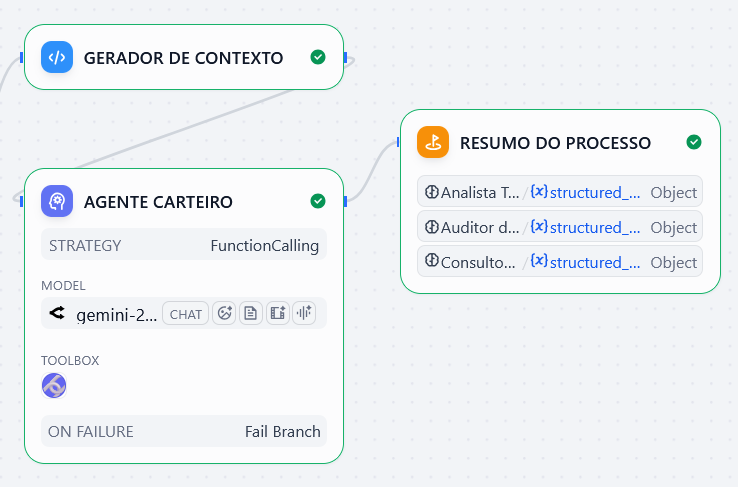 GERADOR DE CONTEXTO
AGENTE CARTEIRO
STRATEGY FunctionCalling
MODEL
gemini-2... CHAT
TOOLBOX
ON FAILURE Fail Branch
RESUMO DO PROCESSO
Analista T... / {x} structured_... Object
Auditor d... / {x} structured_... Object
Consulto... / {x} structured_... Object